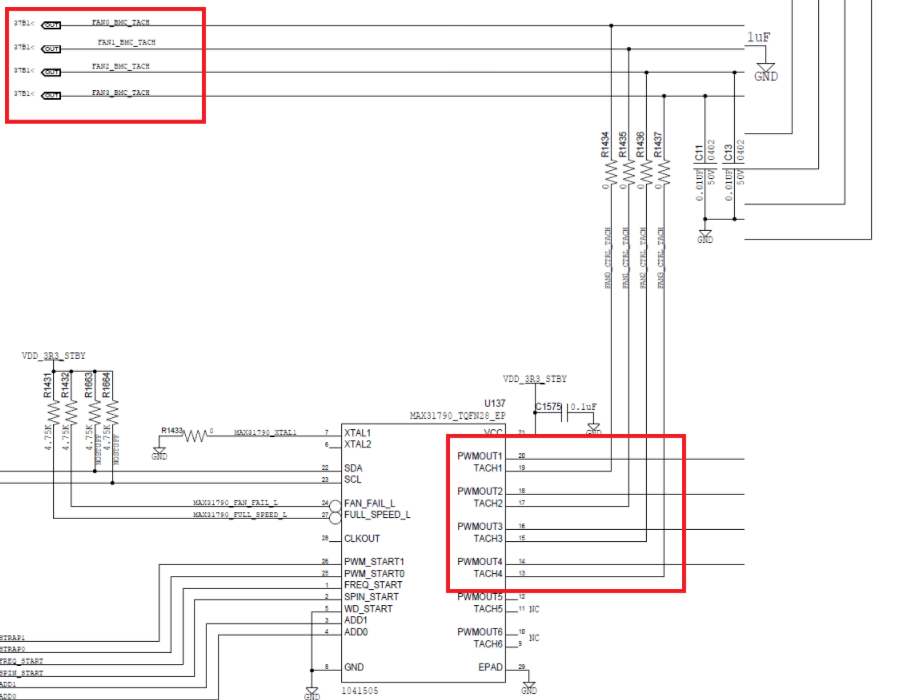 37B1< OUT FAN0_BMC_TACH
37B1< OUT FAN1_BMC_TACH
37B1< OUT FAN2_BMC_TACH
37B1< OUT FAN3_BMC_TACH
1uF
GND
R1434 0
R1435 0
R1436 0
R1437 0
C11 0402
0.01UF 50V
C13 0402
0.01UF 50V
GND
FAN0_CTRL_TACH
FAN1_CTRL_TACH
FAN2_CTRL_TACH
FAN3_CTRL_TACH
VDD_3R3_STBY
R1431 4.75K
R1432 4.75K
R1663 4.75K NOSTUFF
R1664 4.75K NOSTUFF
VDD_3R3_STBY
C1575 0.1uF
GND
U137
MAX31790_TQFN28_EP
R1433 0 MAX31790_XTAL1 7 XTAL1
GND
6 XTAL2
22 SDA
23 SCL
MAX31790_FAN_FAIL_L 24 FAN_FAIL_L
MAX31790_FULL_SPEED_L 27 FULL_SPEED_L
28 CLKOUT
26 PWM_START1
25 PWM_START0
1 FREQ_START
2 SPIN_START
5 WD_START
3 ADD1
4 ADD0
8 GND
GND
VCC 21
PWMOUT1 20
TACH1 19
PWMOUT2 18
TACH2 17
PWMOUT3 16
TACH3 15
PWMOUT4 14
TACH4 13
PWMOUT5 12
TACH5 11 NC
PWMOUT6 10 NC
TACH6 9
EPAD 29
GND
STRAP1
STRAP0
FREQ_START
SPIN_START
ADD1
ADD0
1041505